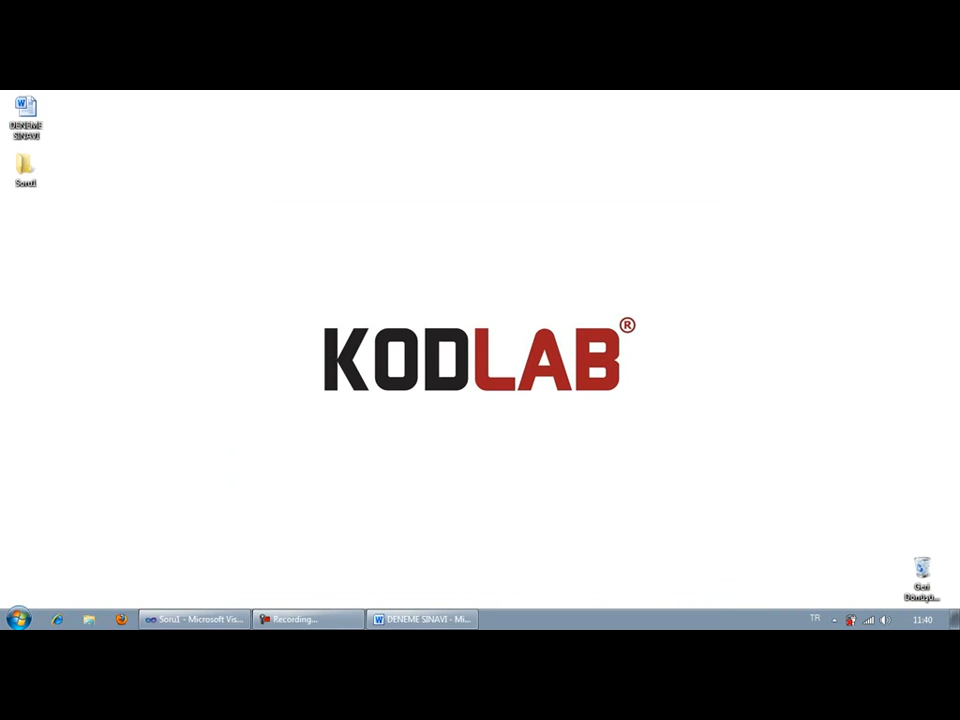 DENEME
SINAVI
Soru1
KODLAB®
Geri
Dönüşü...
Soru1 - Microsoft Vis...
Recording...
DENEME SINAVI - Mi...
TR
11:40